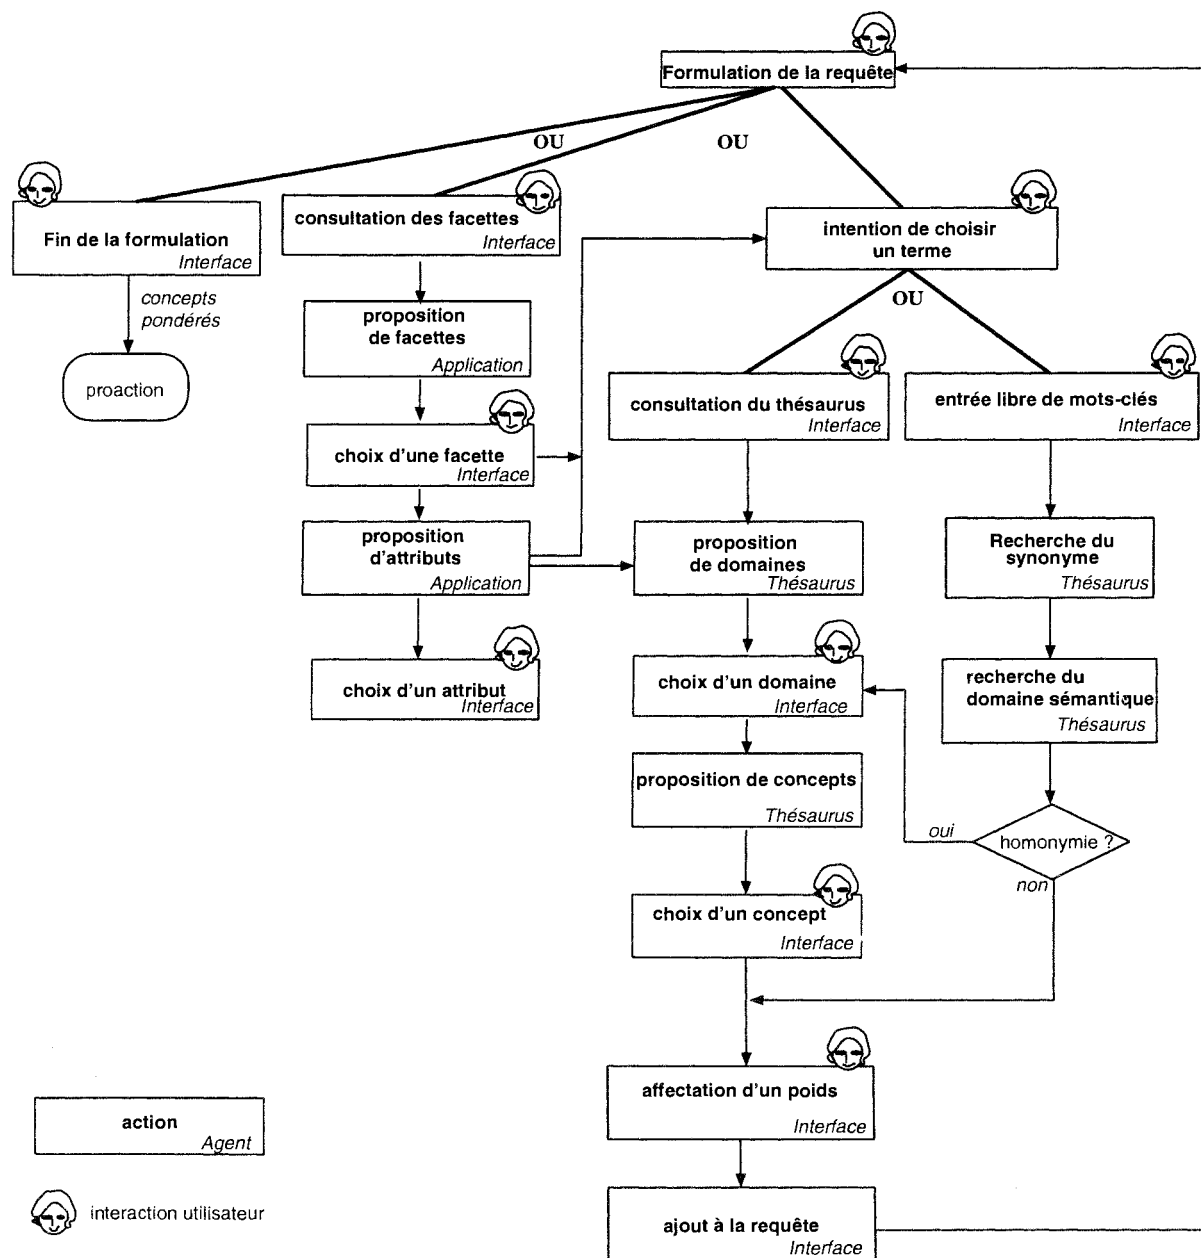 Formulation de la requête
OU
OU
Fin de la formulation
Interface
consultation des facettes
Interface
intention de choisir
un terme
concepts
pondérés
OU
proposition
de facettes
Application
proaction
consultation du thésaurus
Interface
entrée libre de mots-clés
Interface
choix d'une facette
Interface
proposition
d'attributs
Application
proposition
de domaines
Thésaurus
Recherche du
synonyme
Thésaurus
choix d'un attribut
Interface
choix d'un domaine
Interface
recherche du
domaine sémantique
Thésaurus
proposition de concepts
Thésaurus
oui
homonymie ?
non
choix d'un concept
Interface
affectation d'un poids
Interface
action
Agent
interaction utilisateur
ajout à la requête
Interface